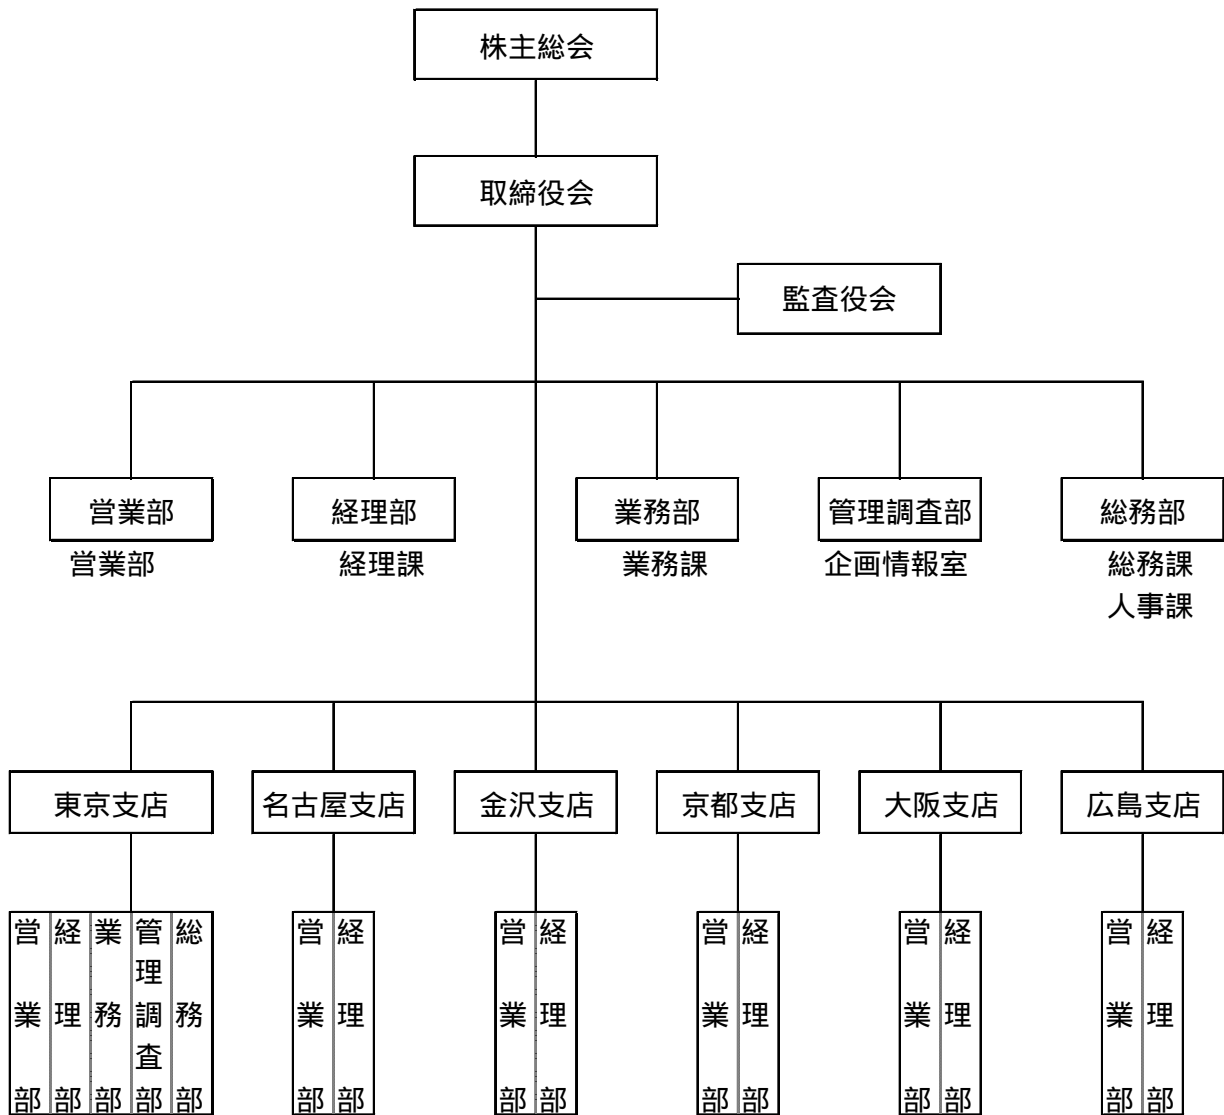 株主総会
取締役会
監査役会
営業部
経理部
業務部
管理調査部
総務部
営業部
経理課
業務課
企画情報室
総務課
人事課
東京支店
名古屋支店
金沢支店
京都支店
大阪支店
広島支店
営業部
経理部
業務部
管理調査部
総務部
営業部
経理部
営業部
経理部
営業部
経理部
営業部
経理部
営業部
経理部